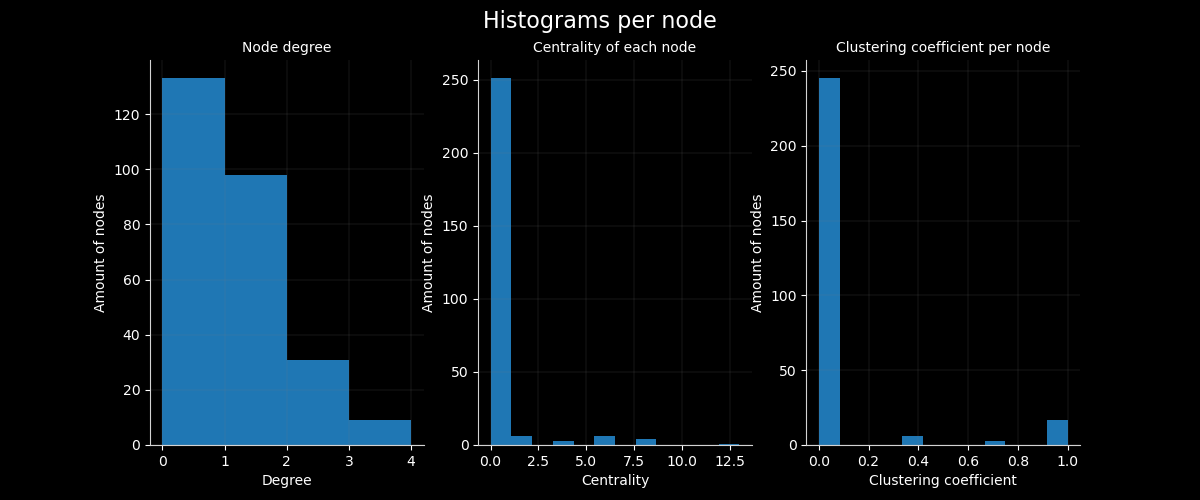 Histograms per node
Node degree
Amount of nodes
120
100
80
60
40
20
0
0 1 2 3 4
Degree
Centrality of each node
Amount of nodes
250
200
150
100
50
0
0.0 2.5 5.0 7.5 10.0 12.5
Centrality
Clustering coefficient per node
Amount of nodes
250
200
150
100
50
0
0.0 0.2 0.4 0.6 0.8 1.0
Clustering coefficient